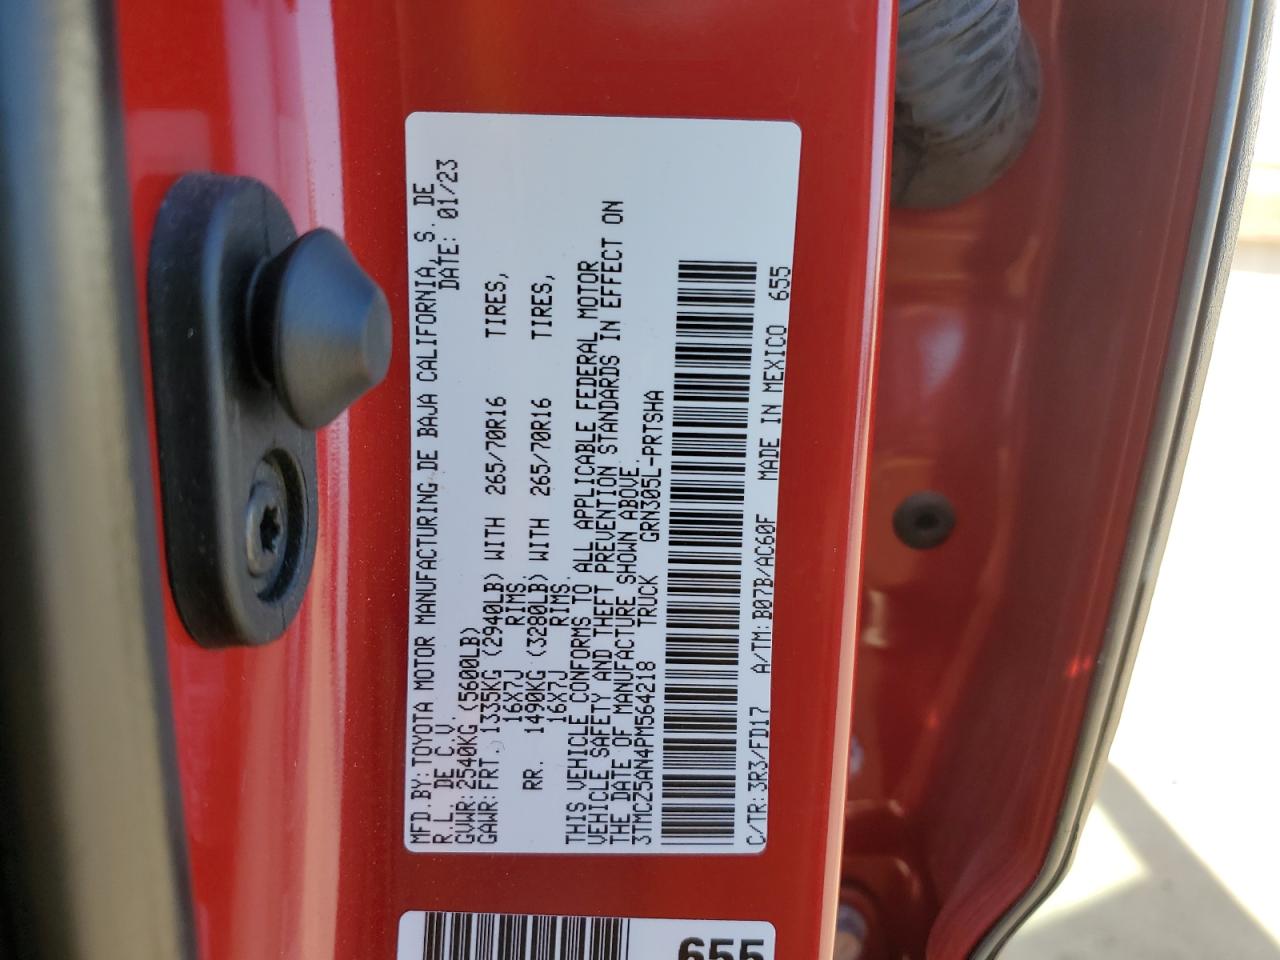 MFD.BY:TOYOTA MOTOR MANUFACTURING DE BAJA CALIFORNIA, S. DE
R.L. DE C.V. DATE: 01/23
GVWR:2540KG (5600LB)
GAWR:FRT. 1335KG (2940LB) WITH 265/70R16 TIRES,
16X7J RIMS.
RR. 1490KG (3280LB) WITH 265/70R16 TIRES,
16X7J RIMS.
THIS VEHICLE CONFORMS TO ALL APPLICABLE FEDERAL MOTOR
VEHICLE SAFETY AND THEFT PREVENTION STANDARDS IN EFFECT ON
THE DATE OF MANUFACTURE SHOWN ABOVE.
3TMCZ5AN4PM564218 TRUCK GRN305L-PRTSHA
C/TR:3R3/FD17 A/TM:B07B/AC60F MADE IN MEXICO 655
655